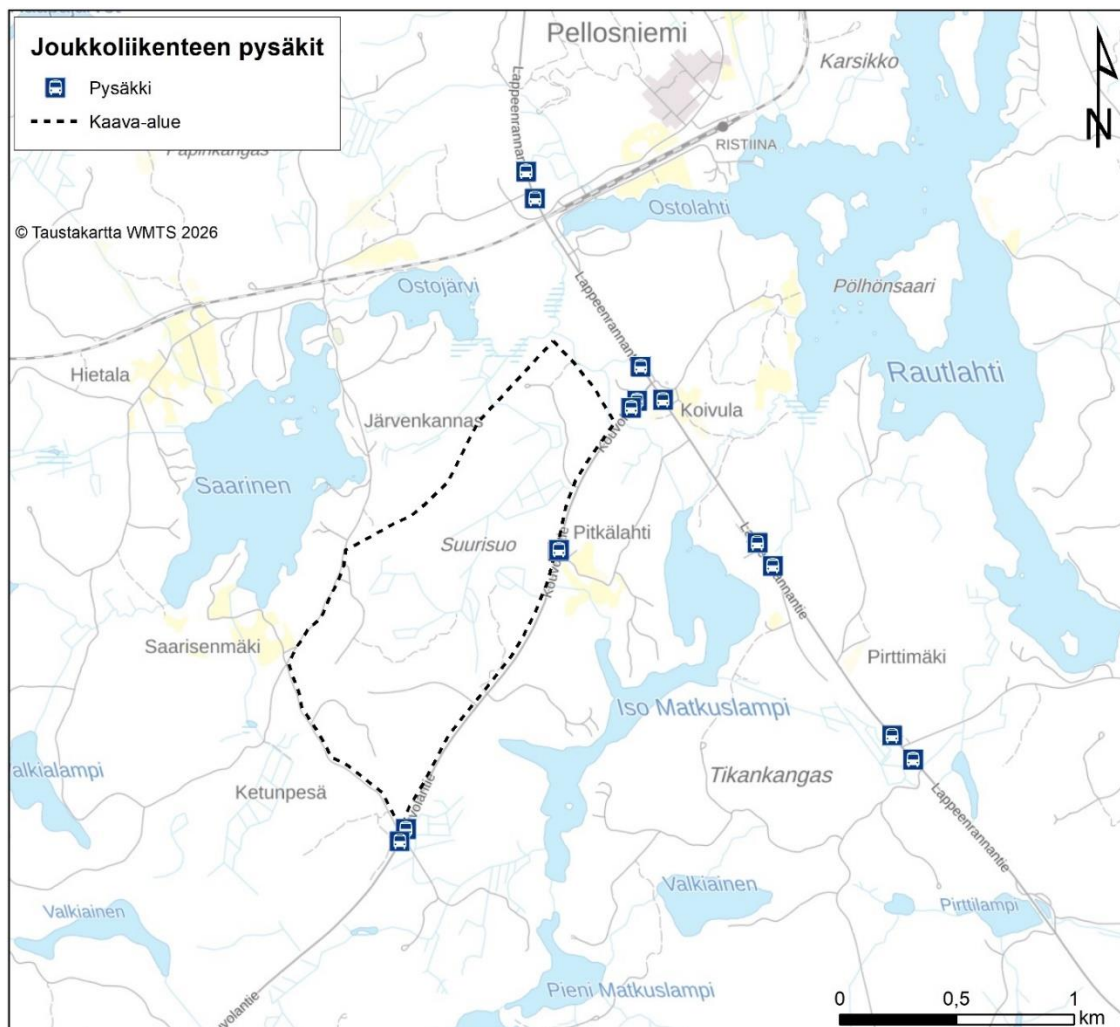 Joukkoliikenteen pysäkit
Pysäkki
Kaava-alue
© Taustakartta WMTS 2026
N
Pellosniemi
Karsikko
RISTIINA
Ostolahti
Ostojärvi
Pölhönsaari
Rautlahti
Lappeenrannantie
Hietala
Järvenkannas
Koivula
Saarinen
Suurisuo
Pitkälahti
Saarisenmäki
Pirttimäki
Iso Matkuslampi
Tikankangas
Ketunpesä
Lappeenrannantie
Valkiainen
Valkiainen
Pirttilampi
Pieni Matkuslampi
0 0,5 1
km